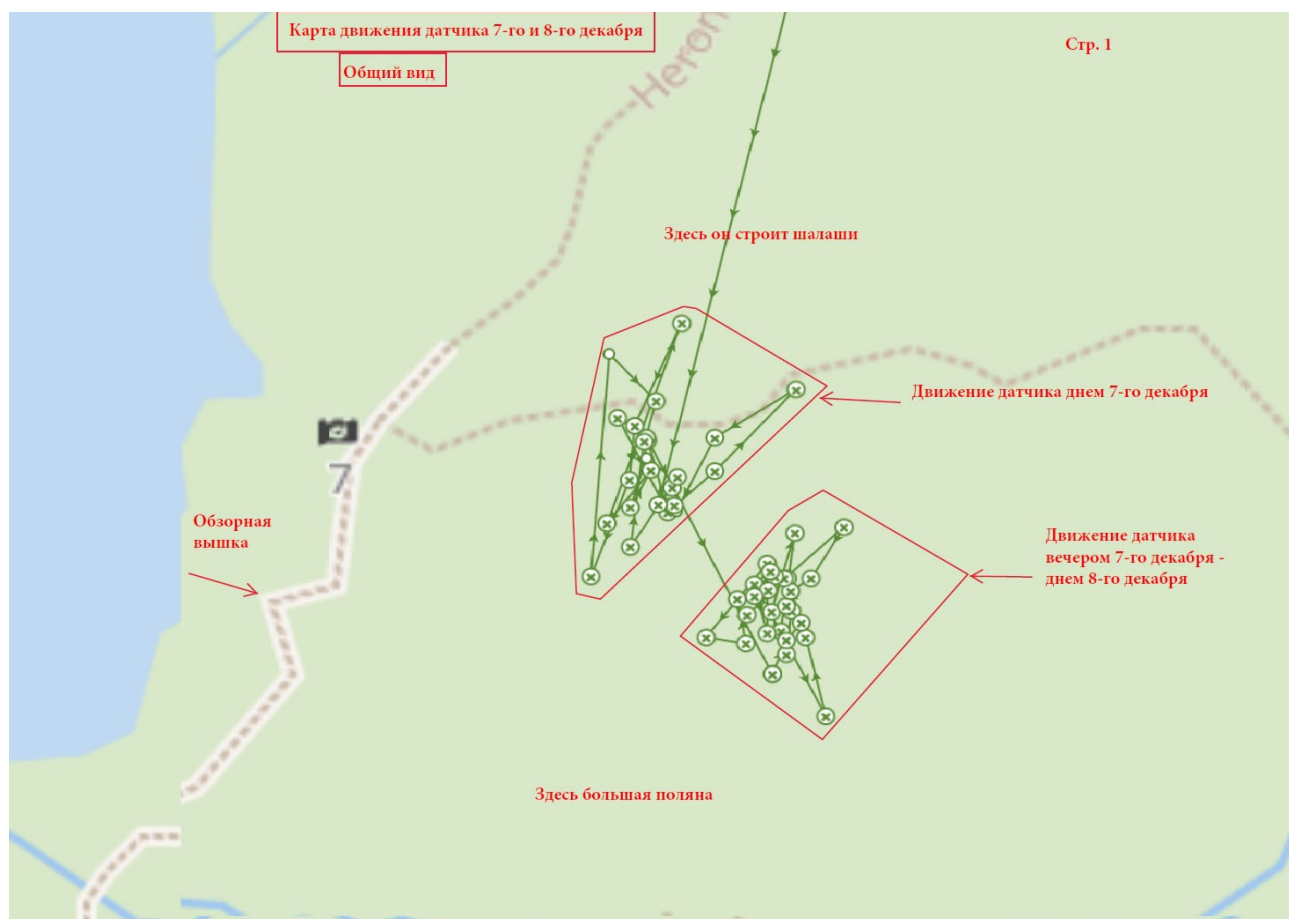 Карта движения датчика 7-го и 8-го декабря
Стр. 1
Общий вид
Heron
Здесь он строит шалаши
Движение датчика днем 7-го декабря
7
Обзорная
вышка
Движение датчика
вечером 7-го декабря -
днем 8-го декабря
Здесь большая поляна